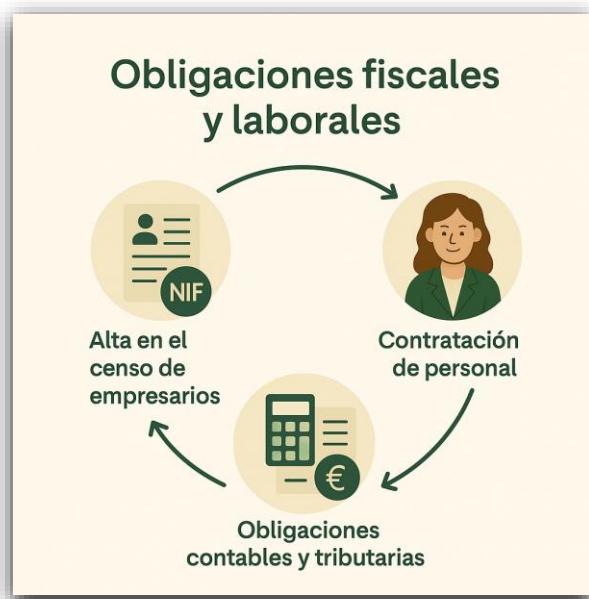 Obligaciones fiscales
y laborales
NIF
Alta en el
censo de
empresarios
Contratación
de personal
€
Obligaciones
contables y tributarias